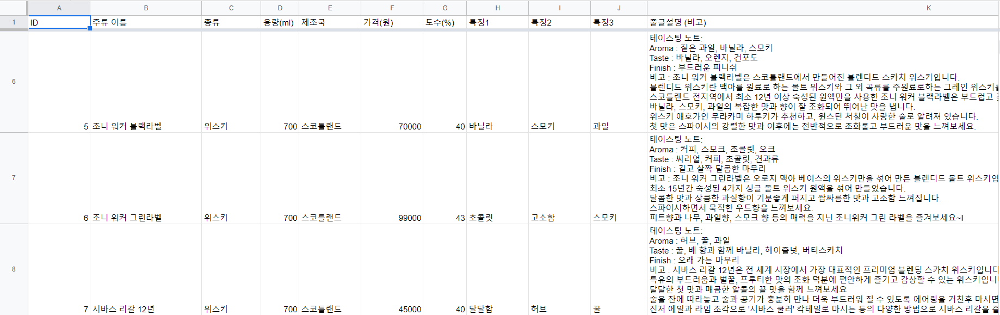 A B C D E F G H I J K
1 ID 주류 이름 종류 용량(ml) 제조국 가격(원) 도수(%) 특징1 특징2 특징3 줄글설명 (비고)
테이스팅 노트:
Aroma : 짙은 과일, 바닐라, 스모키
Taste : 바닐라, 오렌지, 건포도
Finish : 부드러운 피니쉬
비고 : 조니 워커 블랙라벨은 스코틀랜드에서 만들어진 블렌디드 스카치 위스키입니다.
블렌디드 위스키란 맥아를 원료로 하는 몰트 위스키와 그 외 곡류를 주원료로하는 그레인 위스키를
스코틀랜드 전지역에서 최소 12년 이상 숙성된 원액만을 사용한 조니 워커 블랙라벨은 부드럽고
바닐라, 스모키, 과일의 복잡한 맛과 향이 잘 조화되어 뛰어난 맛을 냅니다.
위스키 애호가인 무라카미 하루키가 추천하고, 윈스턴 처칠이 사랑한 술로 알려져 있습니다.
첫 맛은 스파이시의 강렬한 맛과 이후에는 전반적으로 조화롭고 부드러운 맛을 느껴보세요.
6 5 조니 워커 블랙라벨 위스키 700 스코틀랜드 70000 40 바닐라 스모키 과일
테이스팅 노트:
Aroma : 커피, 스모크, 초콜릿, 오크
Taste : 씨리얼, 커피, 초콜릿, 견과류
Finish : 길고 살짝 달콤한 마무리
비고 : 조니 워커 그린라벨은 오로지 맥아 베이스의 위스키만을 섞어 만든 블렌디드 몰트 위스키입
최소 15년간 숙성된 4가지 싱글 몰트 위스키 원액을 섞어 만들었습니다.
달콤한 맛과 상큼한 과실향이 기분좋게 퍼지고 쌉싸름한 맛과 고소함 느껴집니다.
스파이시하면서 묵직한 우드향을 느껴보세요.
피트향과 나무, 과일향, 스모크 향 등의 매력을 지닌 조니워커 그린 라벨을 즐겨보세요~!
7 6 조니 워커 그린라벨 위스키 700 스코틀랜드 99000 43 초콜릿 고소함 스모키
테이스팅 노트:
Aroma : 허브, 꿀, 과일
Taste : 꿀, 배 향과 함께 바닐라, 헤이즐넛, 버터스카치
Finish : 오래 가는 마무리
비고 : 시바스 리갈 12년은 전 세계 시장에서 가장 대표적인 프리미엄 블렌딩 스카치 위스키입니다
특유의 부드러움과 벌꿀, 프루티한 맛의 조화 덕분에 편안하게 즐기고 감상할 수 있는 위스키입니
달달한 첫 맛과 매콤한 알콜의 끝 맛을 함께 느껴보세요
술을 잔에 따라놓고 술과 공기가 충분히 만나 더욱 부드러워 질 수 있도록 에어링을 거친후 마시면
진저 에일과 라임 조각으로 '시바스 쿨러' 칵테일로 마시는 등의 다양한 방법으로 시바스 리갈을 즐
8 7 시바스 리갈 12년 위스키 700 스코틀랜드 45000 40 달달함 허브 꿀